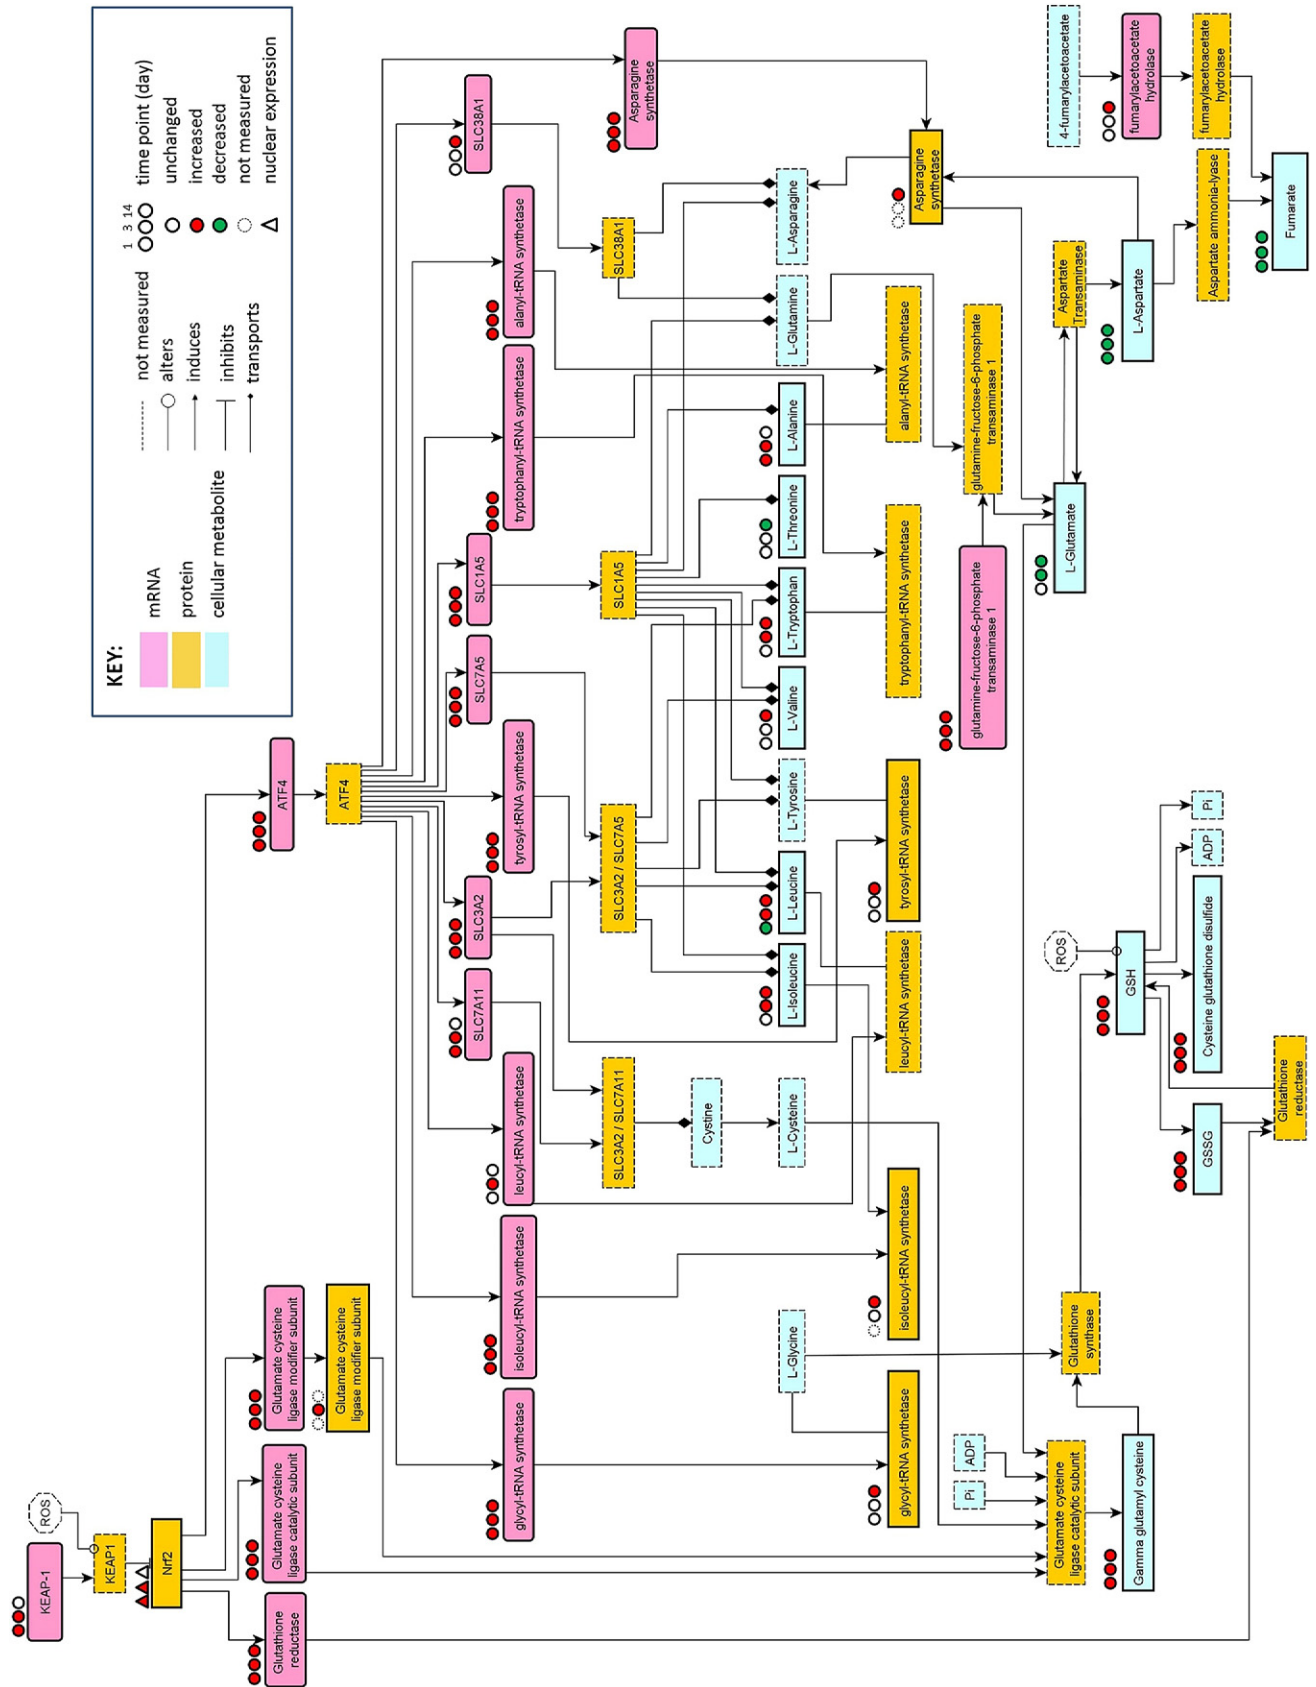 KEY:
mRNA
protein
cellular metabolite
not measured
alters
induces
inhibits
transports
1 3 14
time point (day)
unchanged
increased
decreased
not measured
nuclear expression
KEAP-1
ROS
KEAP1
Nrf2
Glutathione
reductase
Glutamate cysteine
ligase catalytic subunit
Glutamate cysteine
ligase modifier subunit
Glutamate cysteine
ligase modifier subunit
ATF4
ATF4
glycyl-tRNA synthetase
isoleucyl-tRNA synthetase
leucyl-tRNA synthetase
SLC7A11
SLC3A2
tyrosyl-tRNA synthetase
SLC7A5
SLC1A5
tryptophanyl-tRNA synthetase
alanyl-tRNA synthetase
SLC38A1
Asparagine
synthetase
SLC3A2 / SLC7A11
SLC3A2 / SLC7A5
SLC1A5
SLC38A1
Cystine
L-Glycine
L-Cysteine
L-Isoleucine
L-Leucine
L-Tyrosine
L-Valine
L-Tryptophan
L-Threonine
L-Alanine
L-Glutamine
L-Asparagine
glycyl-tRNA synthetase
isoleucyl-tRNA synthetase
leucyl-tRNA synthetase
tyrosyl-tRNA synthetase
tryptophanyl-tRNA synthetase
alanyl-tRNA synthetase
Asparagine
synthetase
glutamine-fructose-6-phosphate
transaminase 1
glutamine-fructose-6-phosphate
transaminase 1
Pi
ADP
Glutamate cysteine
ligase catalytic subunit
Glutathione
synthase
ROS
L-Glutamate
Aspartate
Transaminase
4-fumarylacetoacetate
Gamma glutamyl cysteine
GSH
L-Aspartate
fumarylacetoacetate
hydrolase
GSSG
Cysteine glutathione disulfide
ADP
Pi
Aspartate ammonia-lyase
fumarylacetoacetate
hydrolase
Glutathione
reductase
Fumarate